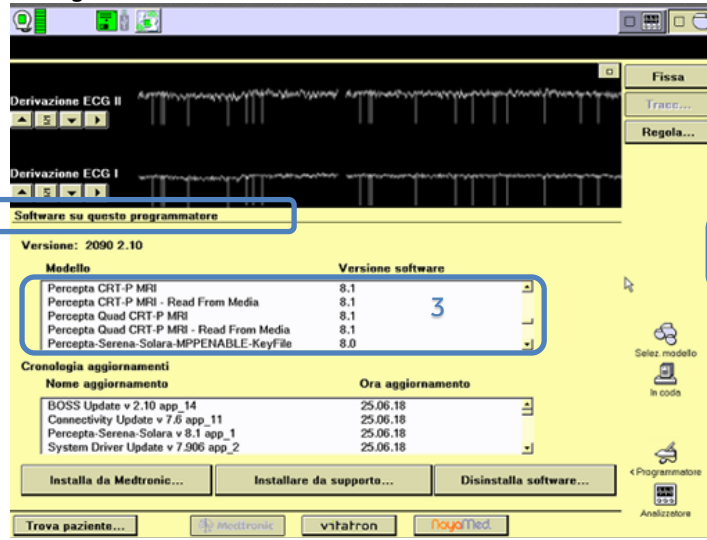 Fissa
Derivazione ECG II
Tracc...
Regola...
Derivazione ECG I
Software su questo programmatore
Versione: 2090 2.10
Modello Versione software
Percepta CRT-P MRI 8.1
Percepta CRT-P MRI - Read From Media 8.1
Percepta Quad CRT-P MRI 8.1
3
Percepta Quad CRT-P MRI - Read From Media 8.1
Percepta-Serena-Solara-MPPENABLE-KeyFile 8.0
Selez. modello
Cronologia aggiornamenti
Nome aggiornamento Ora aggiornamento
In coda
BOSS Update v 2.10 app_14 25.06.18
Connectivity Update v 7.6 app_11 25.06.18
Percepta-Serena-Solara v 8.1 app_1 25.06.18
System Driver Update v 7.906 app_2 25.06.18
< Programmatore
Installa da Medtronic... Installare da supporto... Disinstalla software...
Analizzatore
Trova paziente... Medtronic vitatron NayaMed.